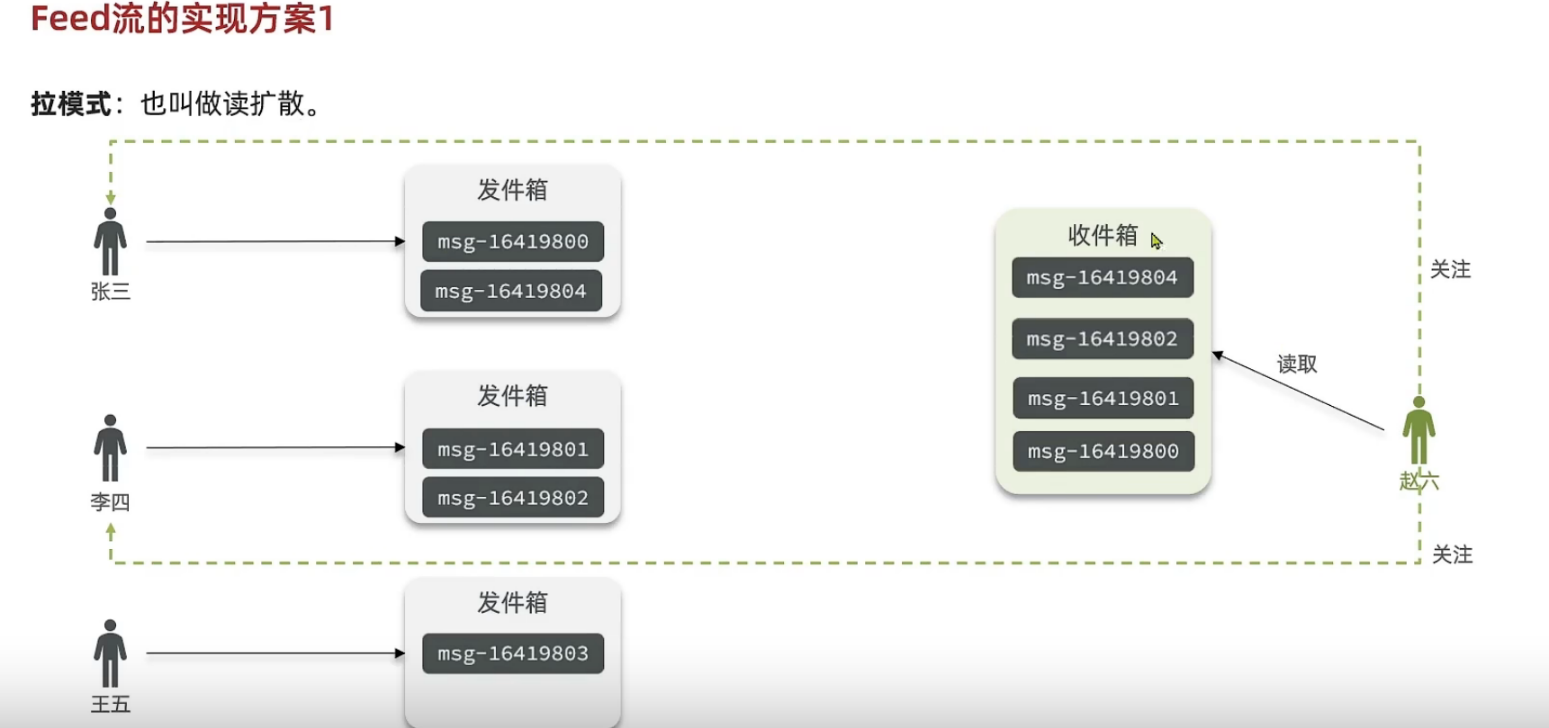 Feed流的实现方案1
拉模式：也叫做读扩散。
发件箱
msg-16419800
msg-16419804
张三
收件箱
msg-16419804
msg-16419802
msg-16419801
msg-16419800
关注
读取
赵六
发件箱
msg-16419801
msg-16419802
李四
关注
发件箱
msg-16419803
王五